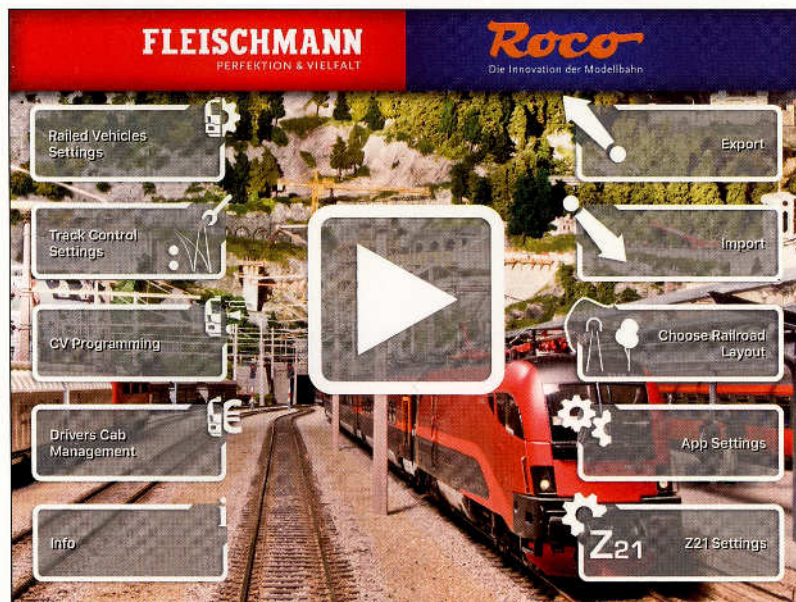 FLEISCHMANN
PERFEKTION & VIELFALT
Roco
Die Innovation der Modellbahn
Railed Vehicles
Settings
Track Control
Settings
CV Programming
Drivers Cab
Management
Info
i
Export
Import
Choose Railroad
Layout
App Settings
Z21
Z21 Settings